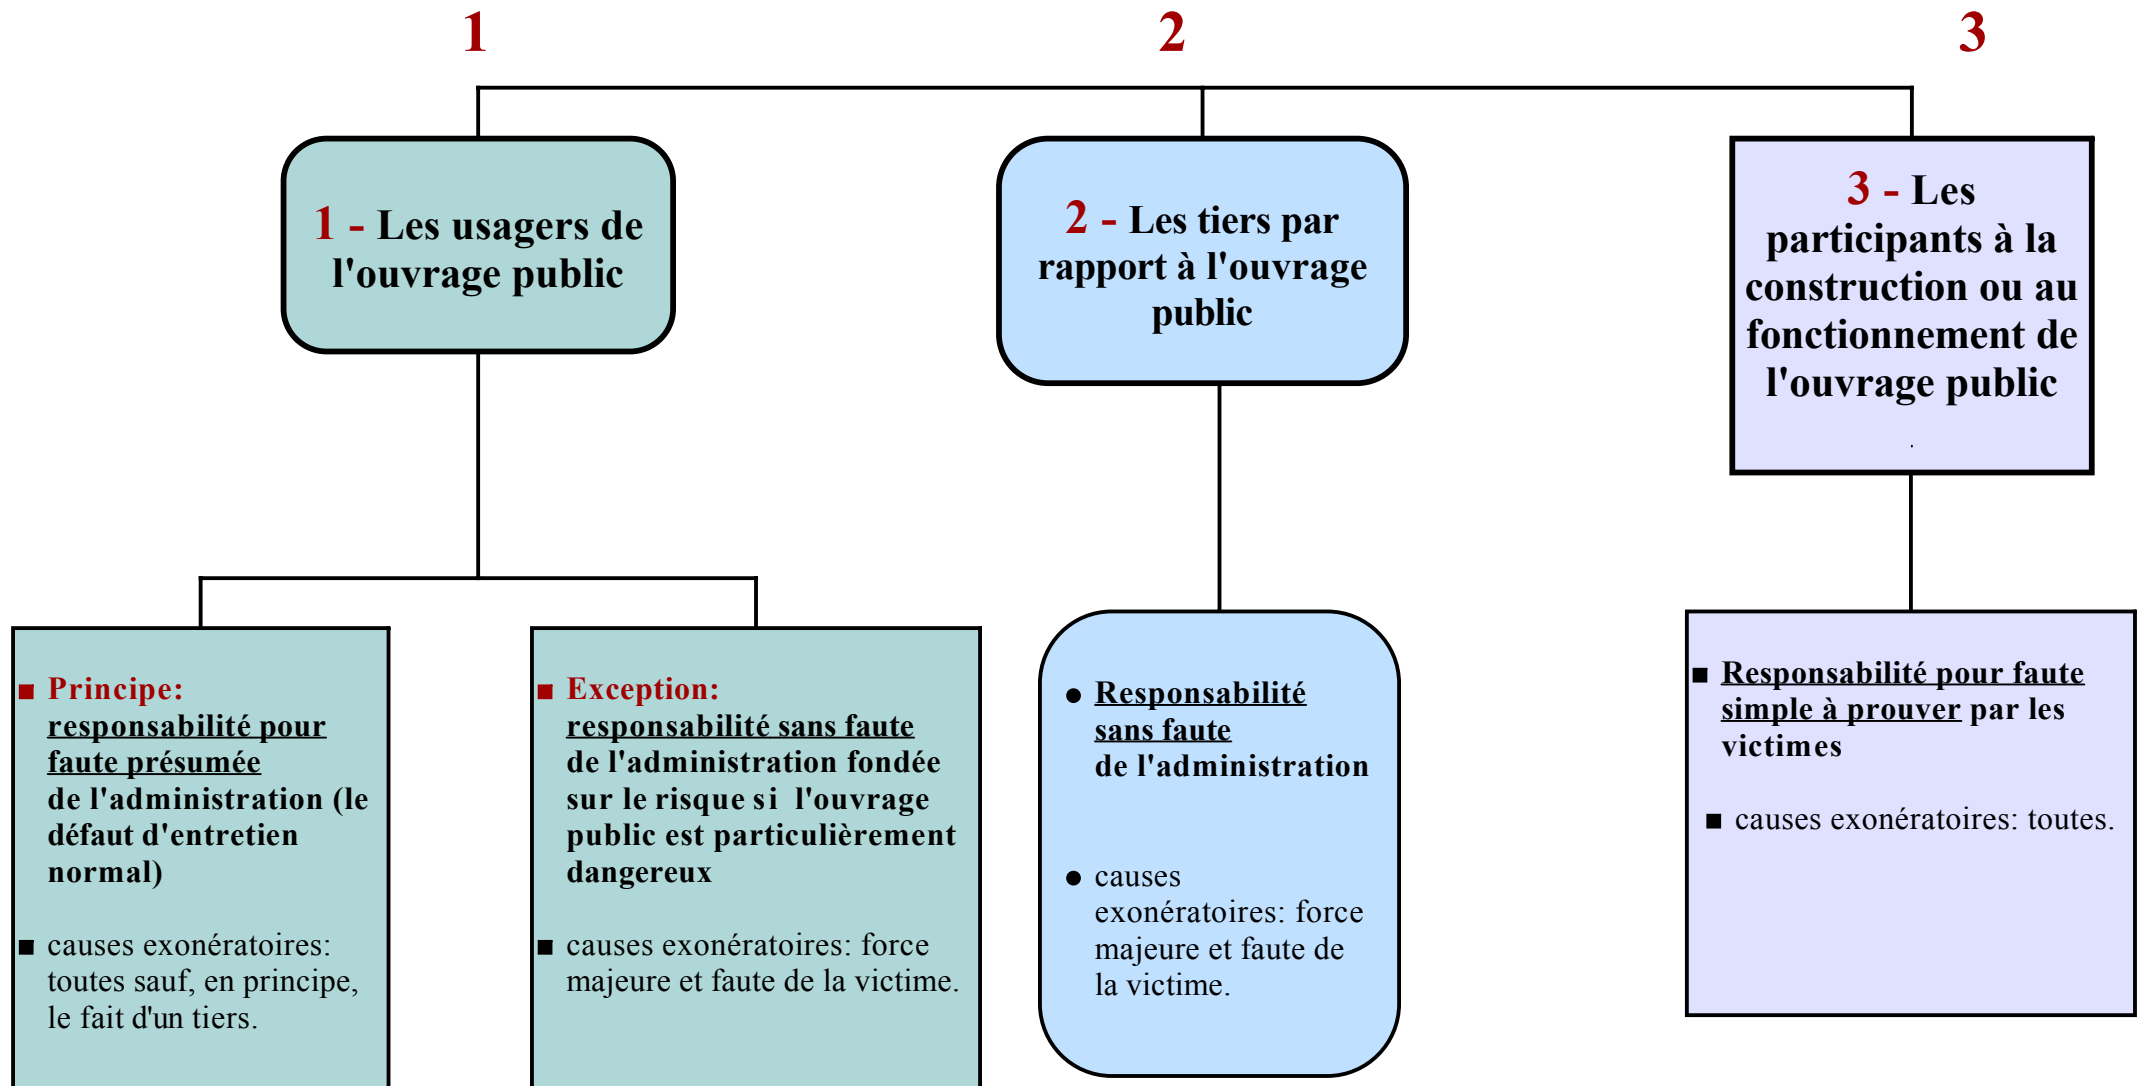 1
2
3
1 - Les usagers de
l'ouvrage public
2 - Les tiers par
rapport à l'ouvrage
public
3 - Les
participants à la
construction ou au
fonctionnement de
l'ouvrage public
.
■ Principe:
responsabilité pour
faute présumée
de l'administration (le
défaut d'entretien
normal)
■ causes exonératoires:
toutes sauf, en principe,
le fait d'un tiers.
■ Exception:
responsabilité sans faute
de l'administration fondée
sur le risque si l'ouvrage
public est particulièrement
dangereux
■ causes exonératoires: force
majeure et faute de la victime.
● Responsabilité
sans faute
de l'administration
● causes
exonératoires: force
majeure et faute de
la victime.
■ Responsabilité pour faute
simple à prouver par les
victimes
■ causes exonératoires: toutes.